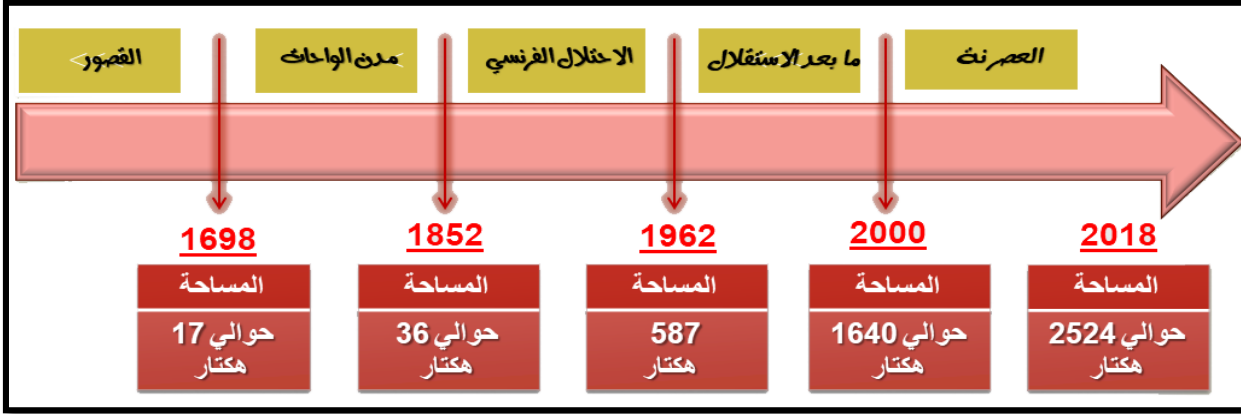 القصور
مدن الواحات
الاحتلال الفرنسي
ما بعد الاستقلال
العصرنة
1698
1852
1962
2000
2018
المساحة
حوالي 17
هكتار
المساحة
حوالي 36
هكتار
المساحة
587
هكتار
المساحة
حوالي 1640
هكتار
المساحة
حوالي 2524
هكتار